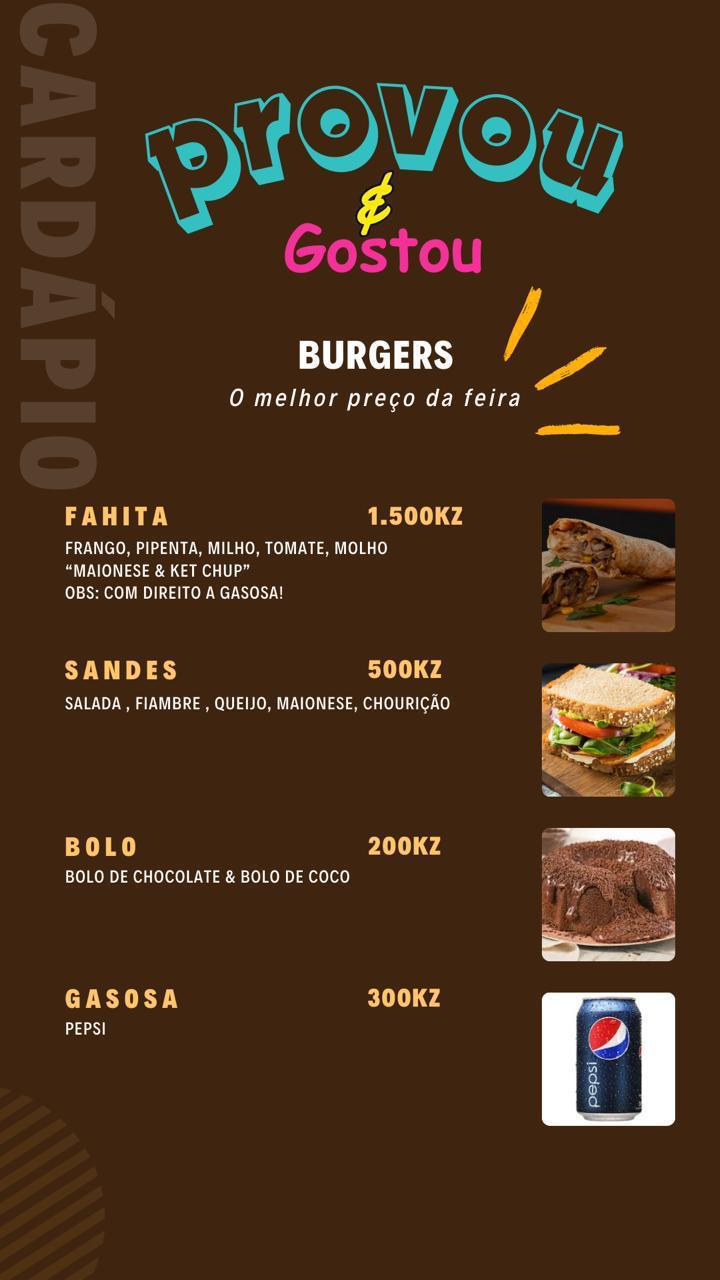 CARDÁPIO
provou
&
Gostou
BURGERS
O melhor preço da feira
FAHITA 1.500KZ
FRANGO, PIPENTA, MILHO, TOMATE, MOLHO
“MAIONESE & KET CHUP”
OBS: COM DIREITO A GASOSA!
SANDES 500KZ
SALADA , FIAMBRE , QUEIJO, MAIONESE, CHOURIÇÃO
BOLO 200KZ
BOLO DE CHOCOLATE & BOLO DE COCO
GASOSA 300KZ
PEPSI
pepsi